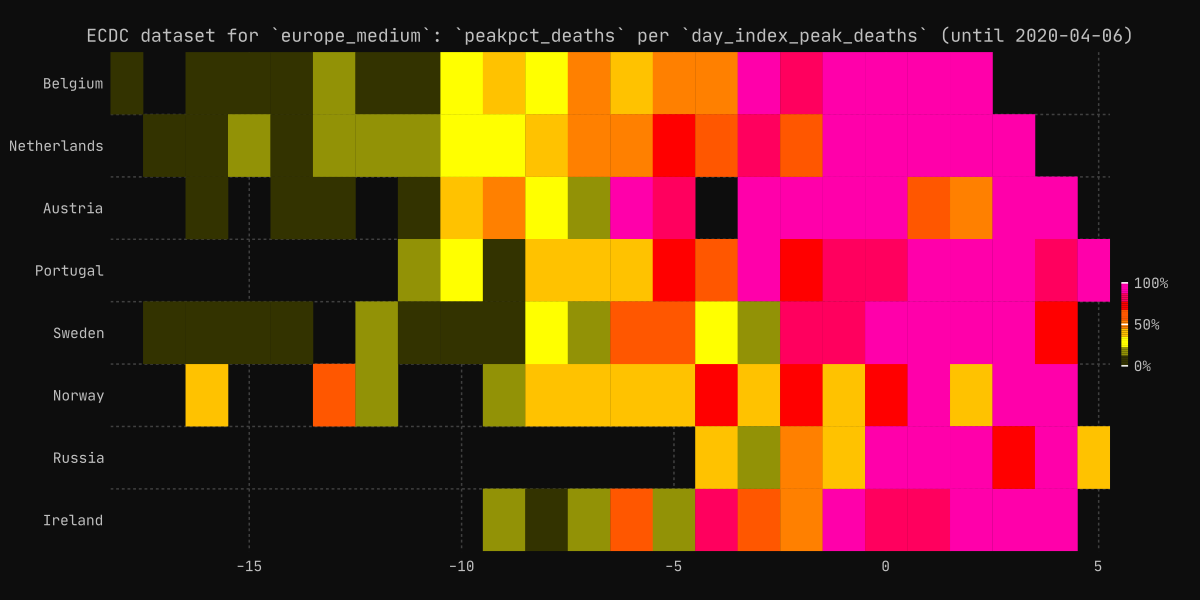 ECDC dataset for `europe_medium`: `peakpct_deaths` per `day_index_peak_deaths` (until 2020-04-06)
Belgium
Netherlands
Austria
Portugal
Sweden
Norway
Russia
Ireland
100%
50%
0%
-15 -10 -5 0 5